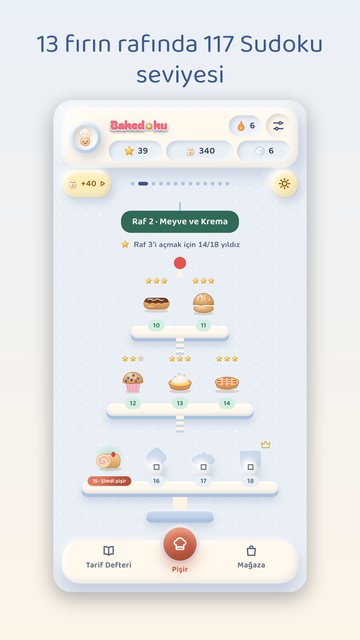 13 fırın rafında 117 Sudoku
seviyesi
Bakedoku
6
39
340
6
+40
Raf 2 · Meyve ve Krema
Raf 3'ü açmak için 14/18 yıldız
10
11
12
13
14
15 · Şimdi pişir
16
17
18
Tarif Defteri
Pişir
Mağaza